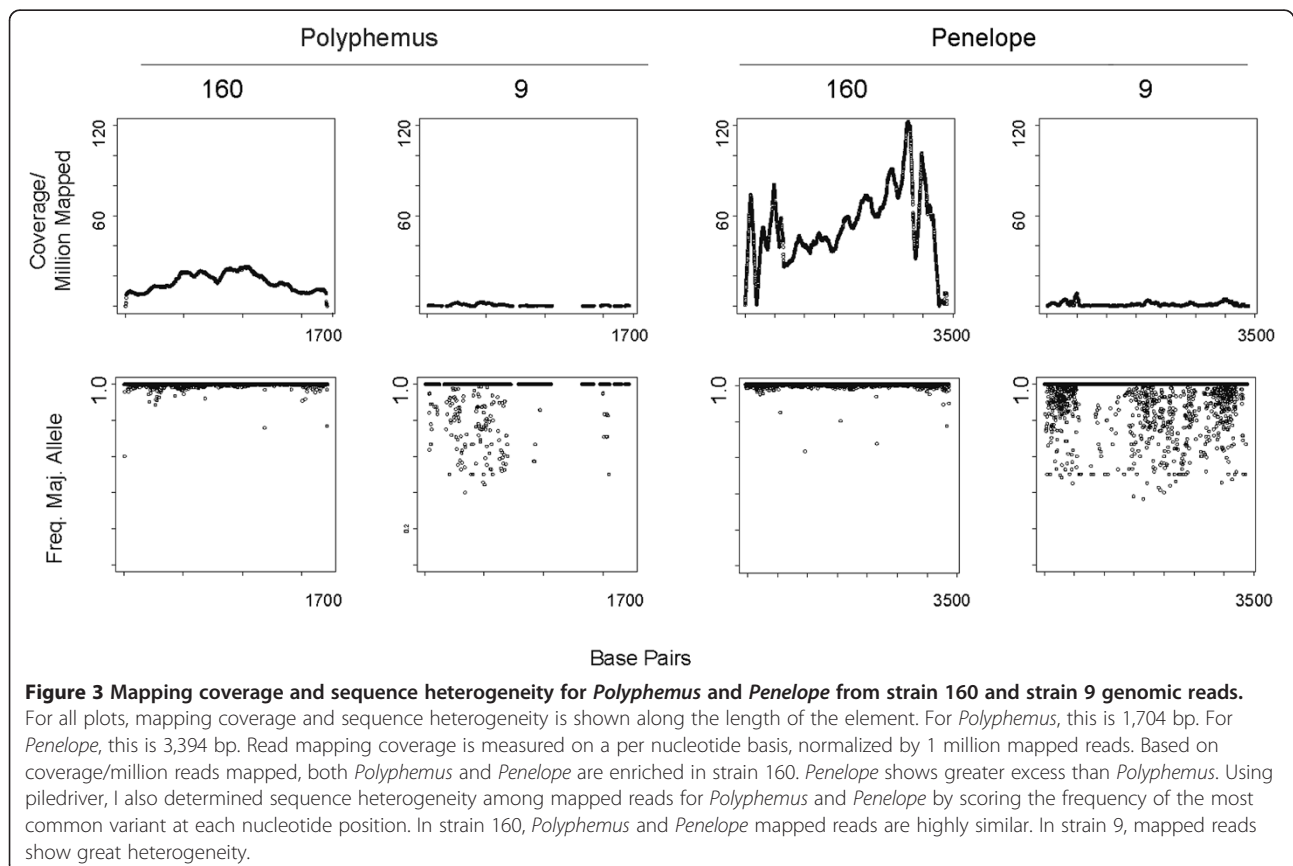 Polyphemus Penelope
160 9 160 9
Coverage/
Million Mapped
120 120 120 120
60 60 60 60
1700 1700 3500 3500
Freq. Maj. Allele
1.0 1.0 1.0 1.0
0.2
1700 1700 3500 3500
Base Pairs
Figure 3 Mapping coverage and sequence heterogeneity for Polyphemus and Penelope from strain 160 and strain 9 genomic reads.
For all plots, mapping coverage and sequence heterogeneity is shown along the length of the element. For Polyphemus, this is 1,704 bp. For
Penelope, this is 3,394 bp. Read mapping coverage is measured on a per nucleotide basis, normalized by 1 million mapped reads. Based on
coverage/million reads mapped, both Polyphemus and Penelope are enriched in strain 160. Penelope shows greater excess than Polyphemus. Using
piledriver, I also determined sequence heterogeneity among mapped reads for Polyphemus and Penelope by scoring the frequency of the most
common variant at each nucleotide position. In strain 160, Polyphemus and Penelope mapped reads are highly similar. In strain 9, mapped reads
show great heterogeneity.